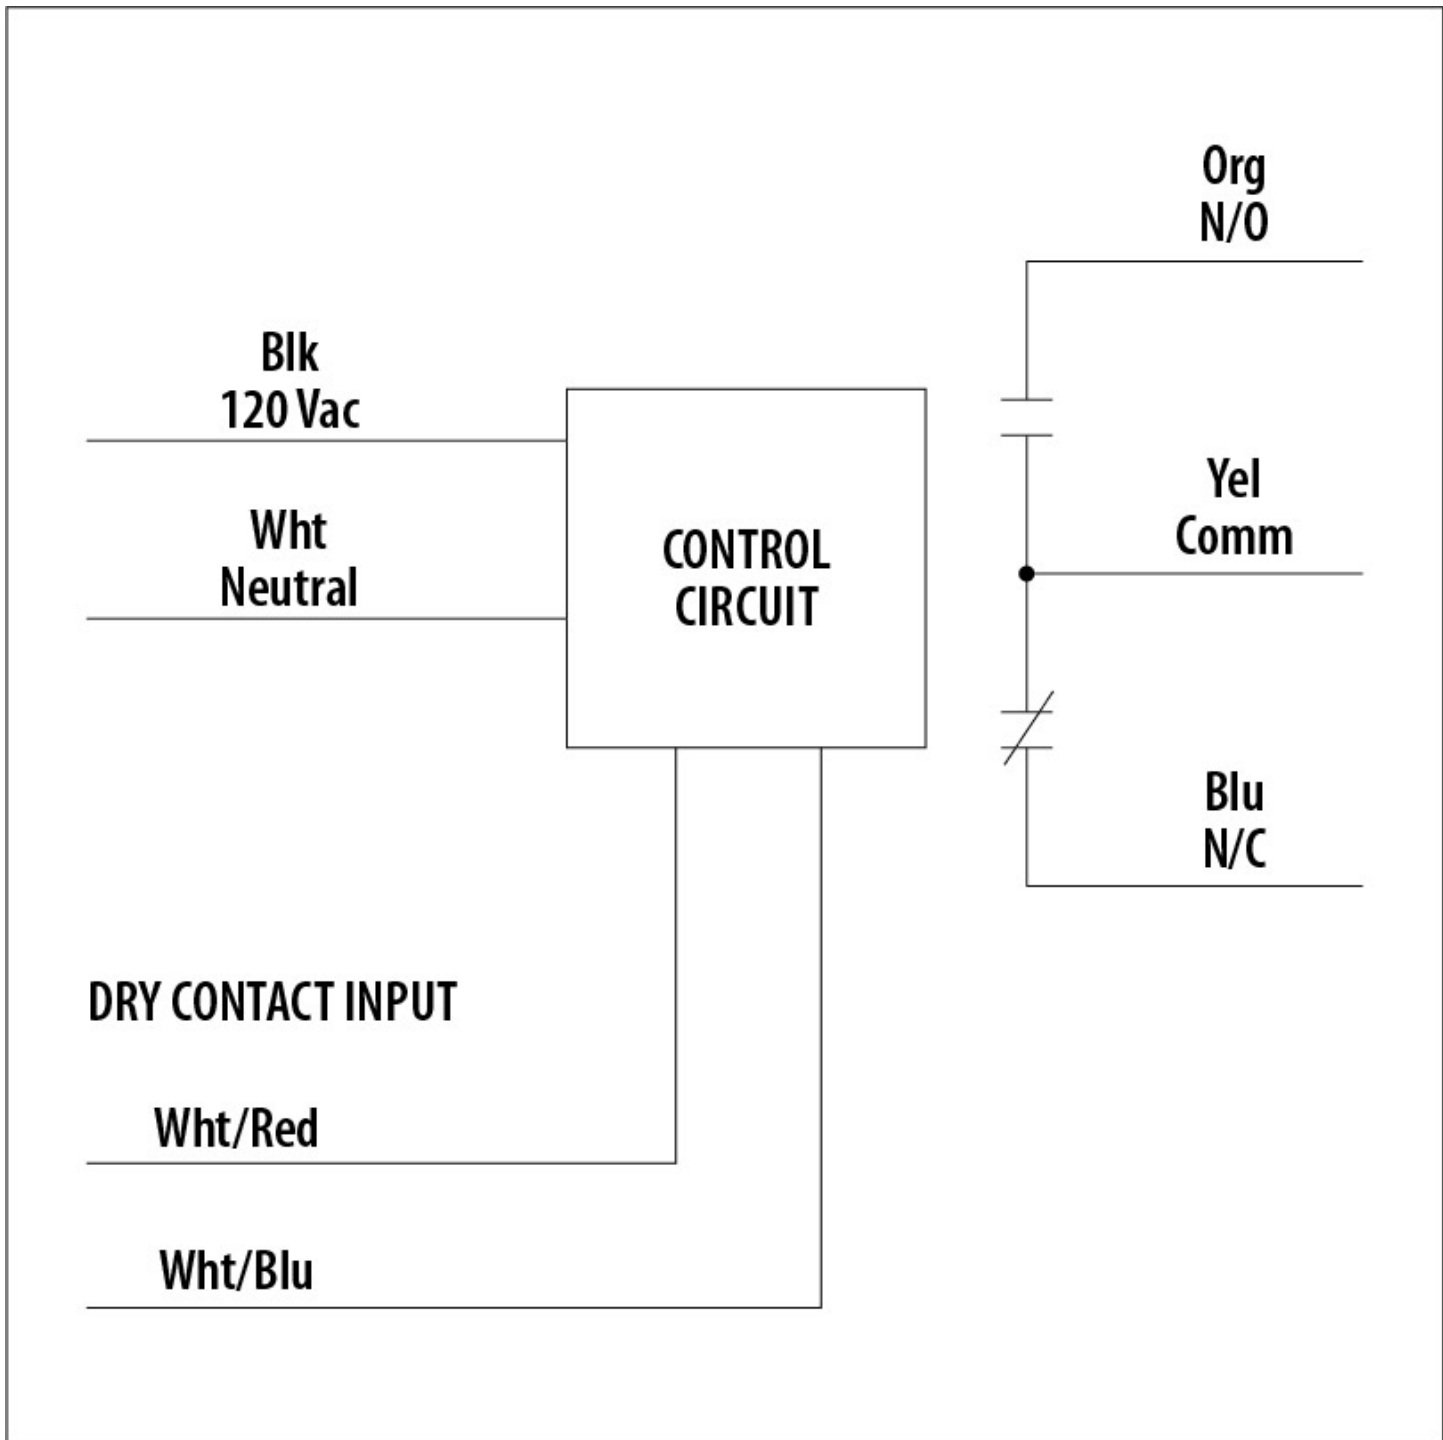 Org
N/O
Blk
120 Vac
Yel
Comm
Wht
Neutral
CONTROL
CIRCUIT
Blu
N/C
DRY CONTACT INPUT
Wht/Red
Wht/Blu